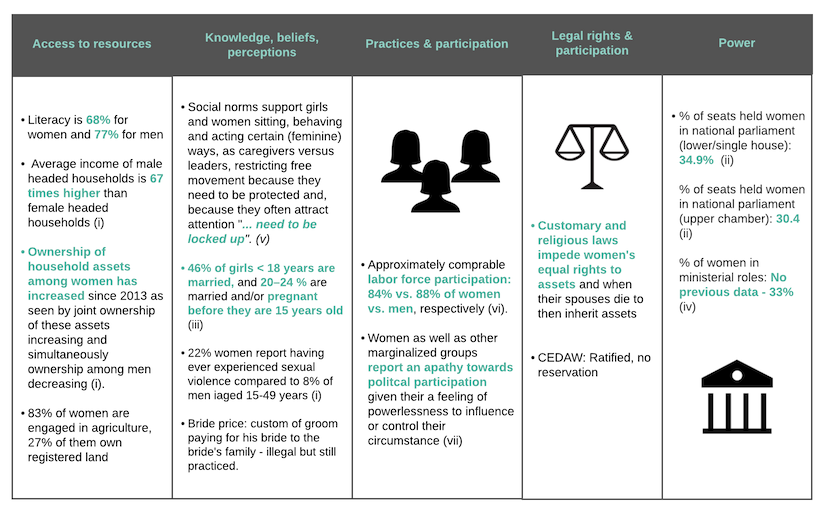 Access to resources
Knowledge, beliefs,
perceptions
Practices & participation
Legal rights &
participation
Power
• Literacy is 68% for
women and 77% for men
• Average income of male
headed households is 67
times higher than
female headed
households (i)
• Ownership of
household assets
among women has
increased since 2013 as
seen by joint ownership
of these assets
increasing and
simultaneously
ownership among men
decreasing (i).
• 83% of women are
engaged in agriculture,
27% of them own
registered land
• Social norms support girls
and women sitting, behaving
and acting certain (feminine)
ways, as caregivers versus
leaders, restricting free
movement because they
need to be protected and,
because they often attract
attention "... need to be
locked up". (v)
• 46% of girls < 18 years are
married, and 20–24 % are
married and/or pregnant
before they are 15 years old
(iii)
• 22% women report having
ever experienced sexual
violence compared to 8% of
men iaged 15-49 years (i)
• Bride price: custom of groom
paying for his bride to the
bride's family - illegal but still
practiced.
• Approximately comprable
labor force participation:
84% vs. 88% of women
vs. men, respectively (vi).
• Women as well as other
marginalized groups
report an apathy towards
politcal participation
given their a feeling of
powerlessness to influence
or control their
circumstance (vii)
• Customary and
religious laws
impede women's
equal rights to
assets and when
their spouses die to
then inherit assets
• CEDAW: Ratified, no
reservation
• % of seats held women
in national parliament
(lower/single house):
34.9% (ii)
% of seats held women
in national parliament
(upper chamber): 30.4
(ii)
% of women in
ministerial roles: No
previous data - 33%
(iv)